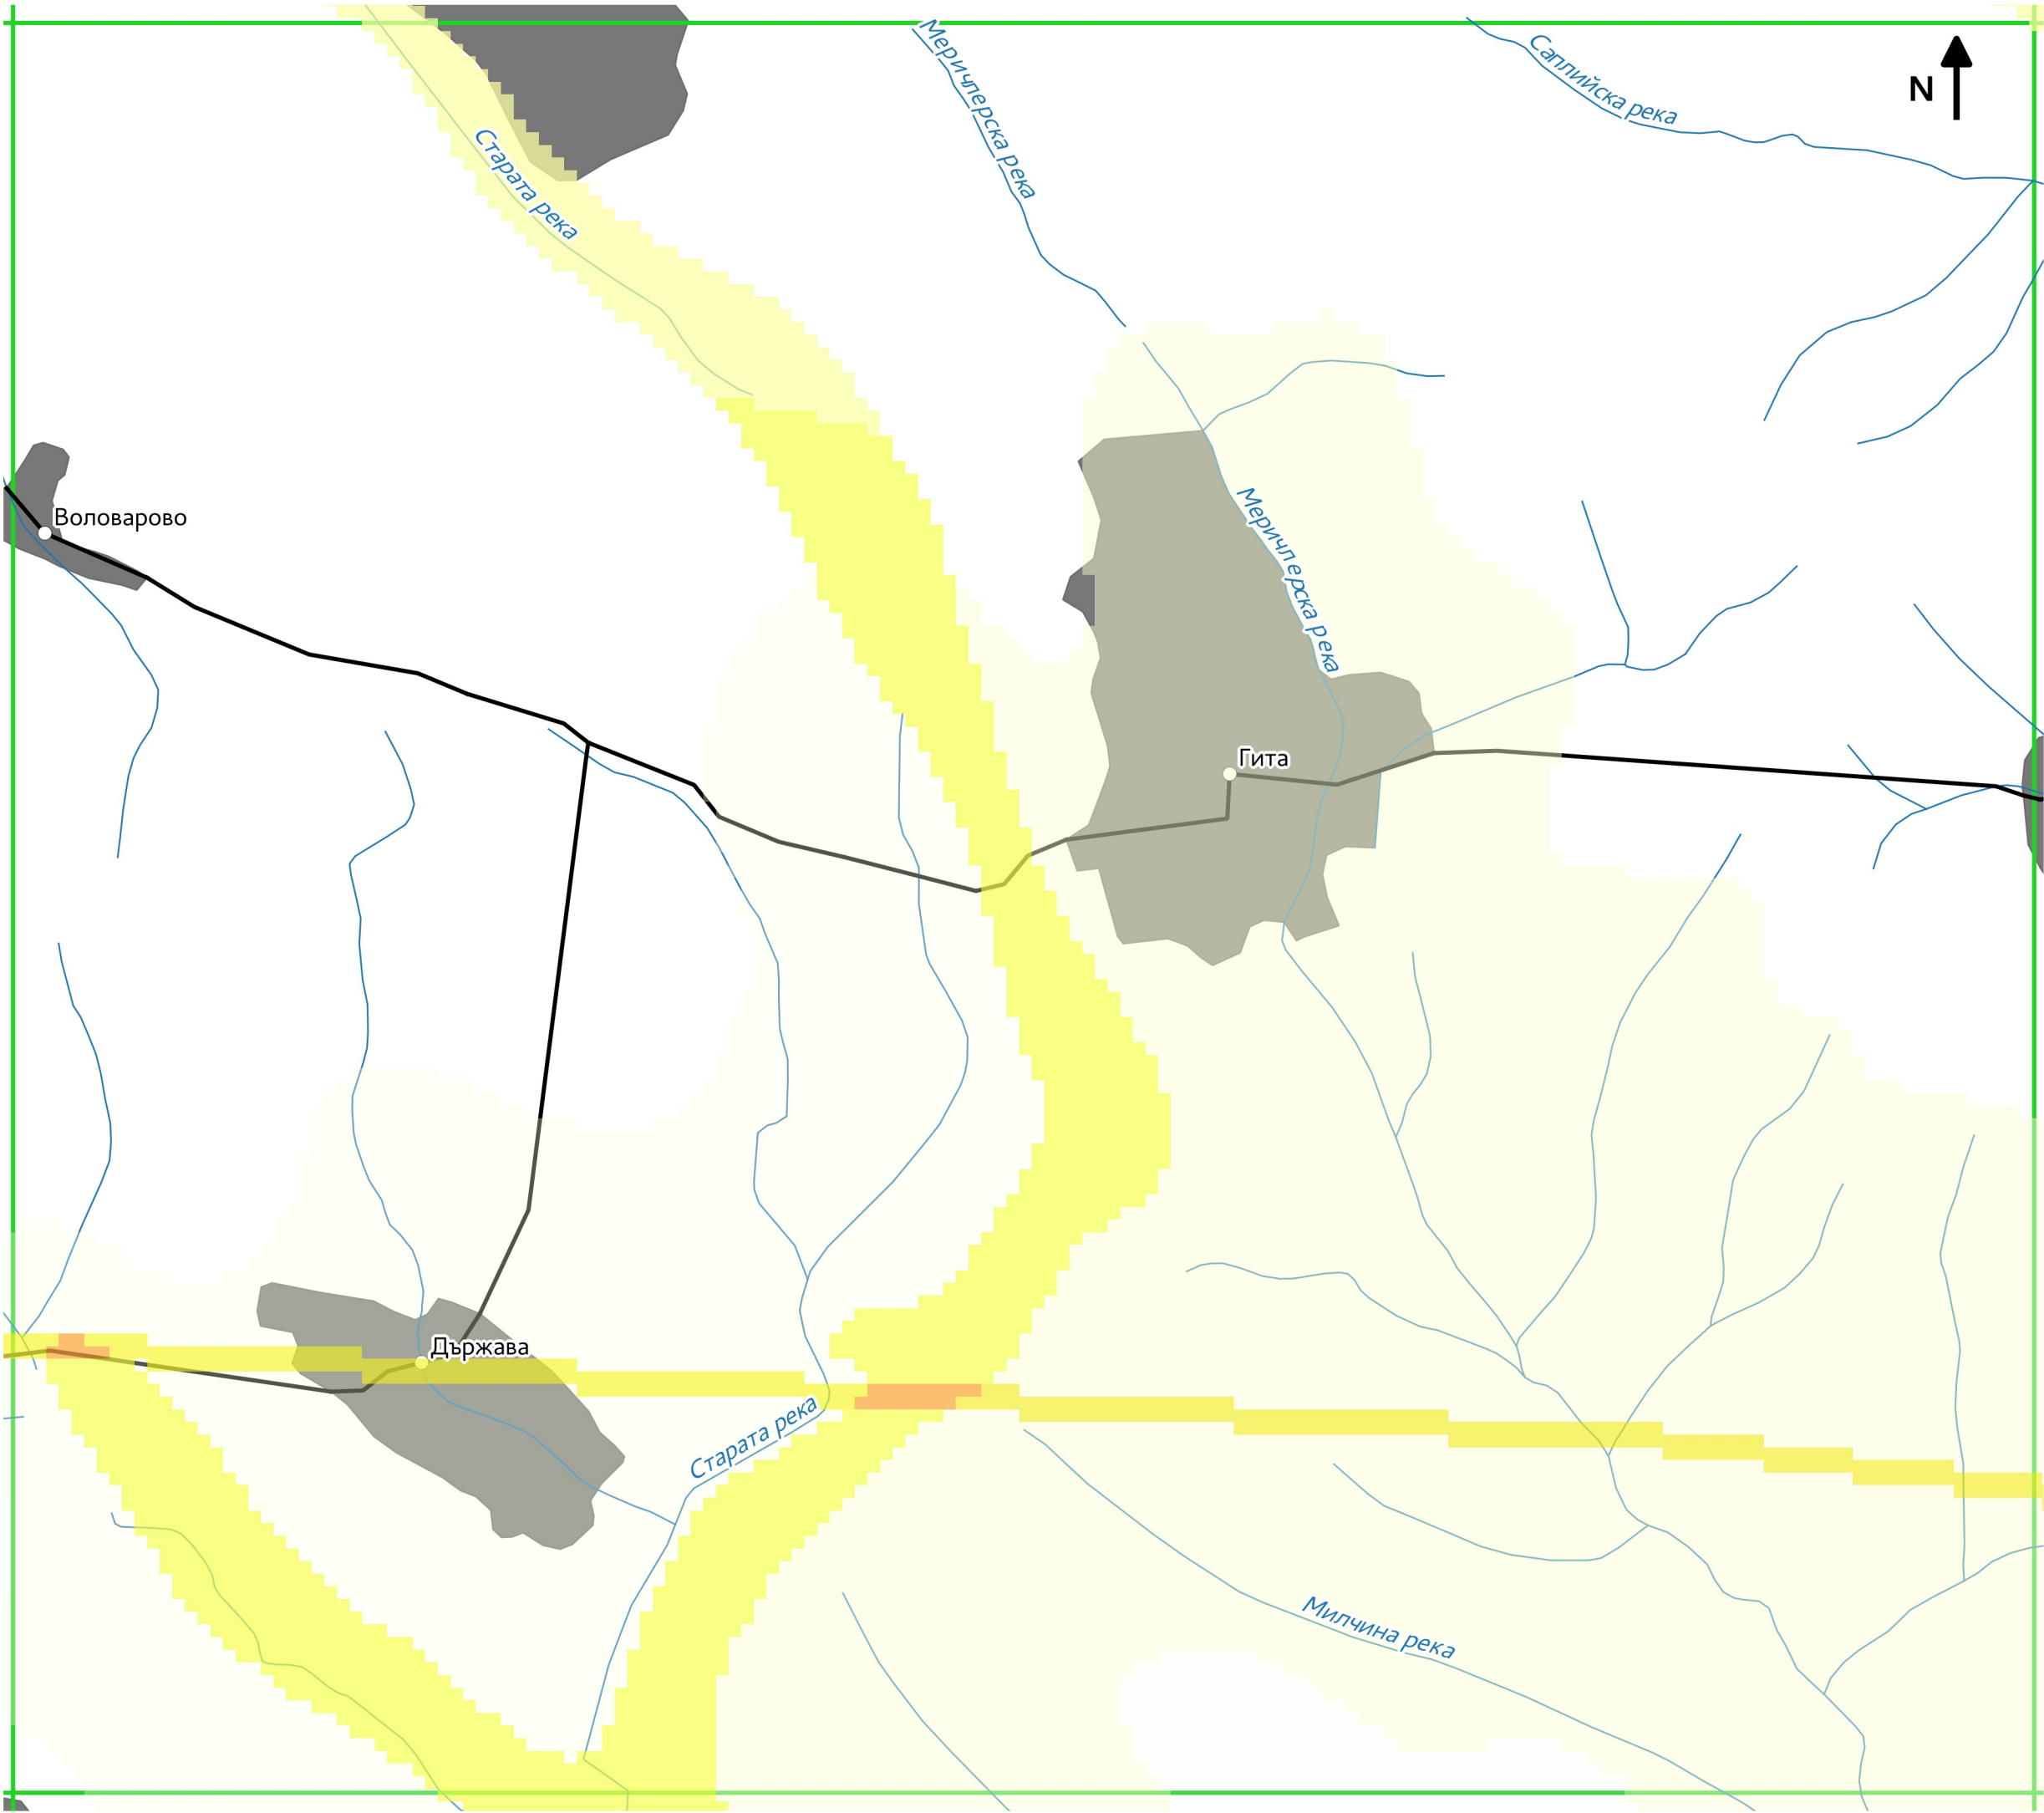 Меричлерска река
Саплийска река
N
Старата река
Воловарово
Меричлерска река
Гита
Държава
Старата река
Милчина река